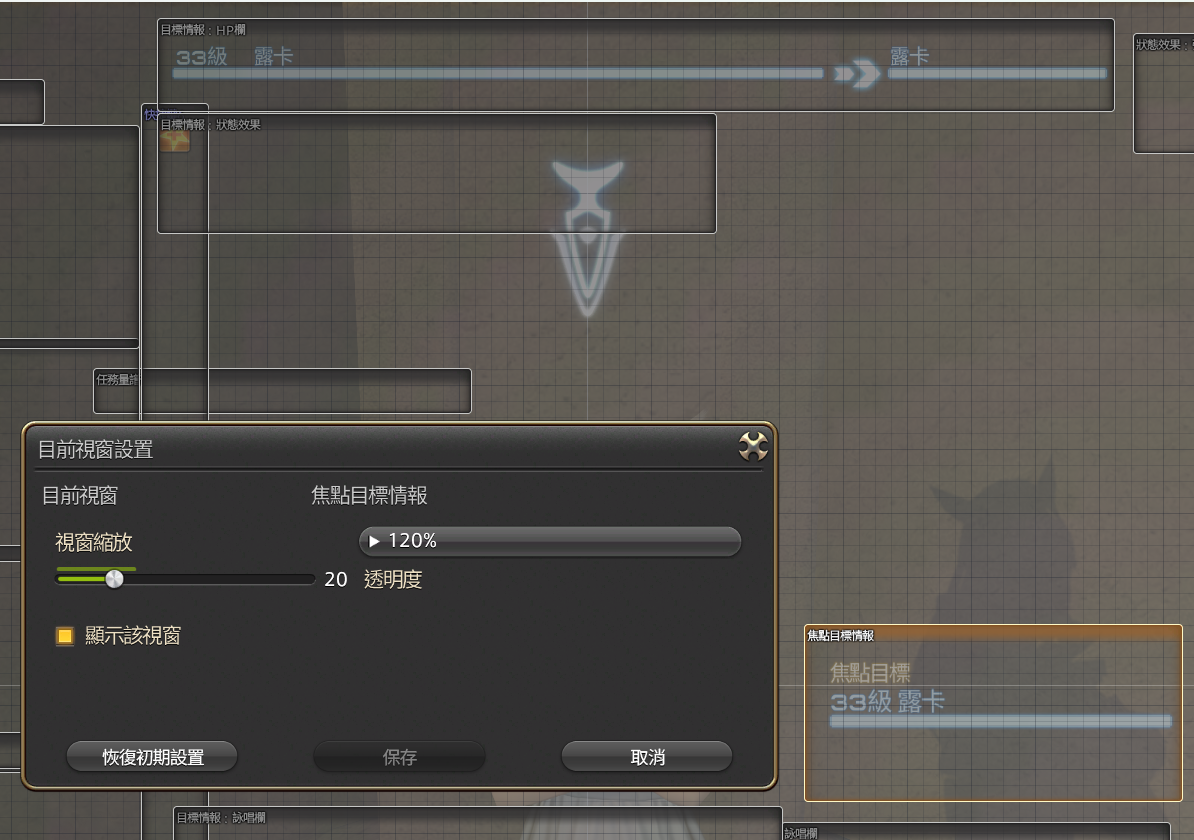 目標情報：HP欄
33級 露卡
露卡
狀態效果：
目標情報：狀態效果
任務量譜
目前視窗設置
目前視窗 焦點目標情報
視窗縮放 120%
20 透明度
顯示該視窗
焦點目標情報
焦點目標
33級 露卡
恢復初期設置 保存 取消
目標情報：詠唱欄
詠唱欄